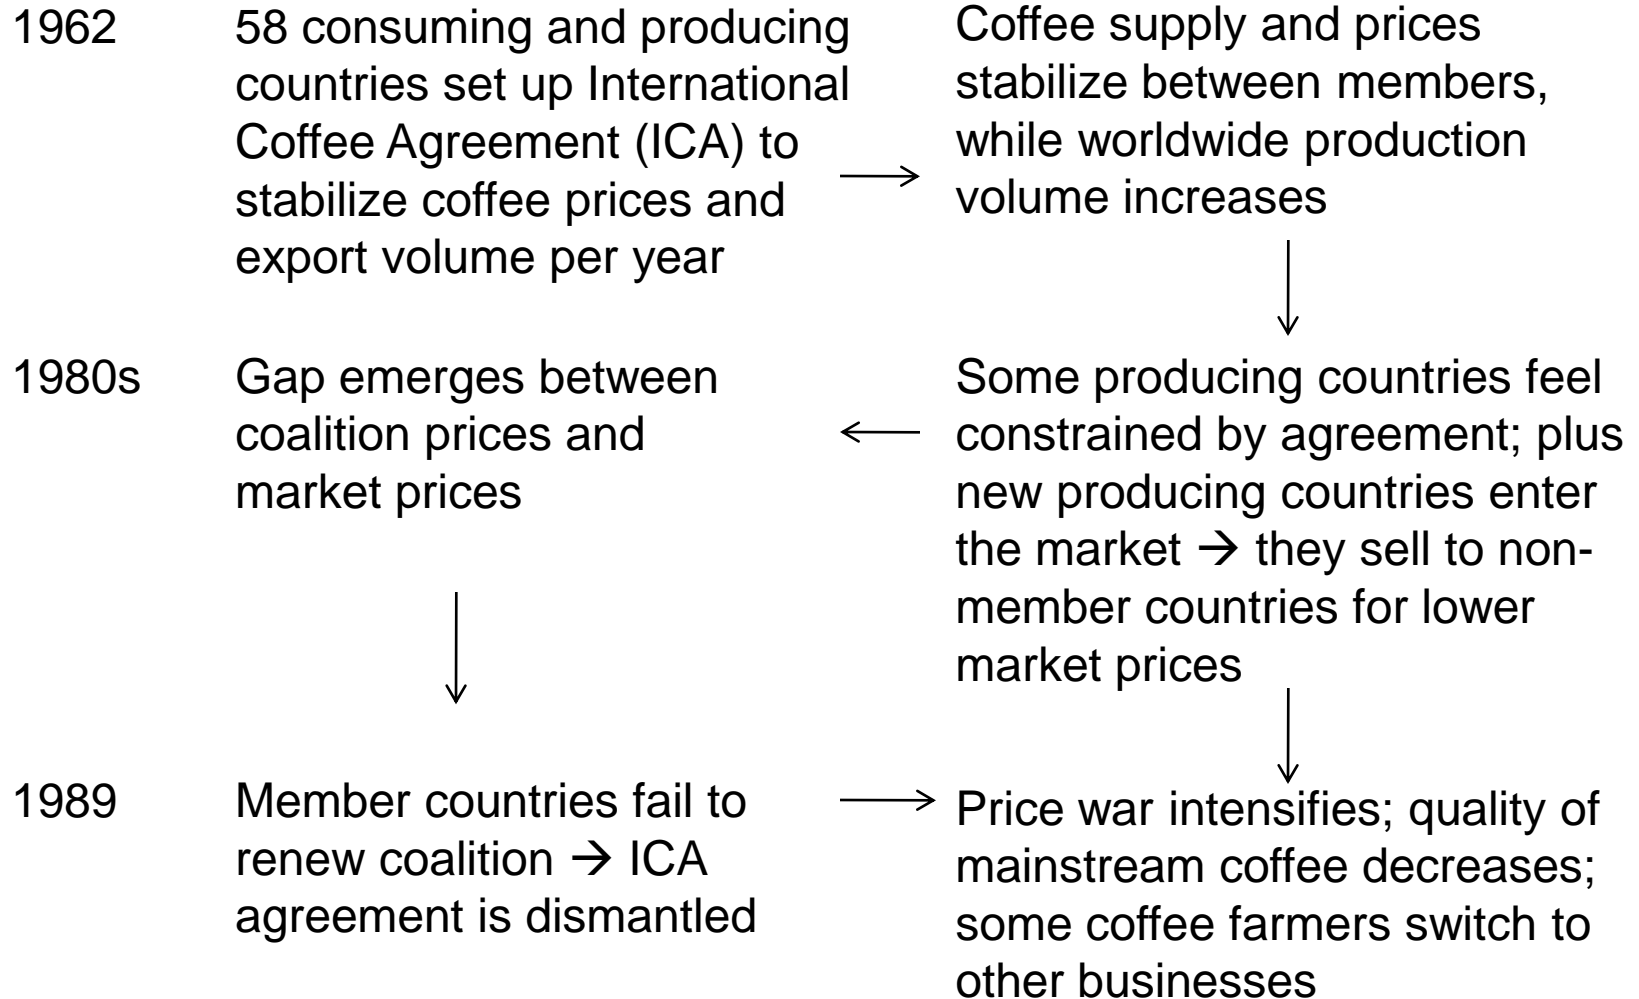 1962
58 consuming and producing
countries set up International
Coffee Agreement (ICA) to
stabilize coffee prices and
export volume per year
Coffee supply and prices
stabilize between members,
while worldwide production
volume increases
1980s
Gap emerges between
coalition prices and
market prices
Some producing countries feel
constrained by agreement; plus
new producing countries enter
the market → they sell to non-
member countries for lower
market prices
1989
Member countries fail to
renew coalition → ICA
agreement is dismantled
Price war intensifies; quality of
mainstream coffee decreases;
some coffee farmers switch to
other businesses